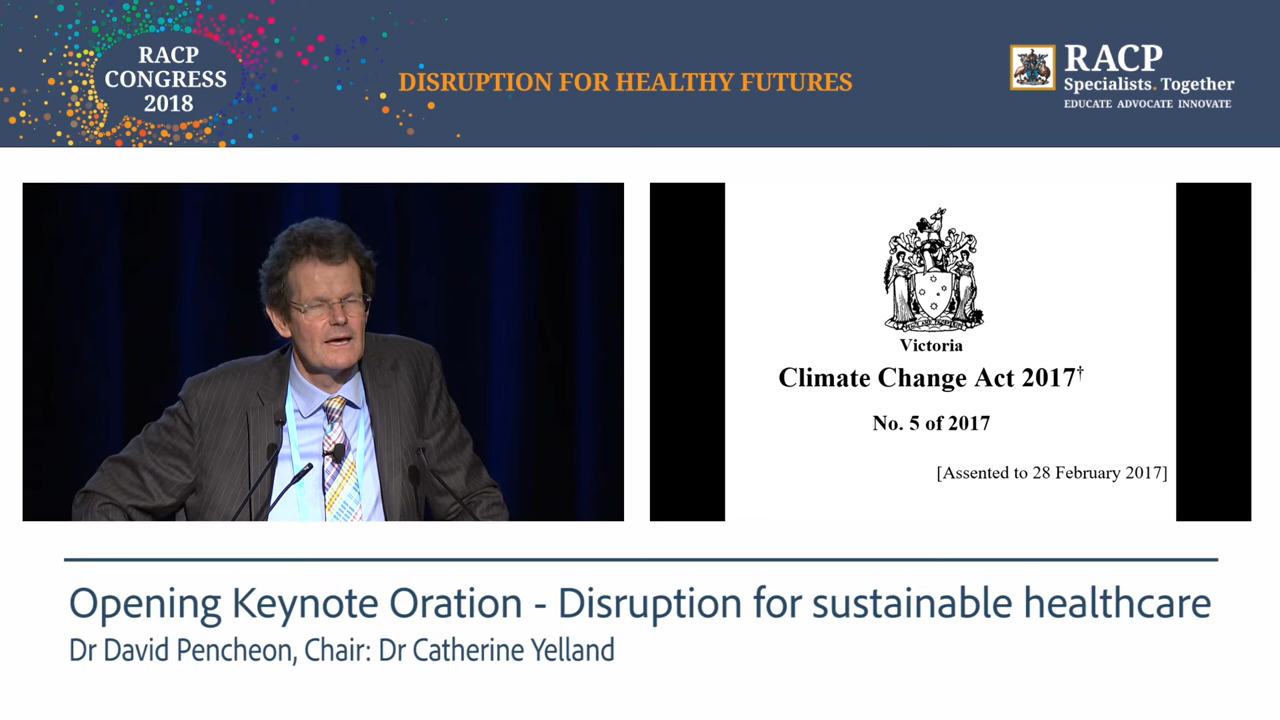 RACP
CONGRESS
2018
DISRUPTION FOR HEALTHY FUTURES
RACP
Specialists. Together
EDUCATE ADVOCATE INNOVATE
Victoria
Climate Change Act 2017†
No. 5 of 2017
[Assented to 28 February 2017]
Opening Keynote Oration - Disruption for sustainable healthcare
Dr David Pencheon, Chair: Dr Catherine Yelland